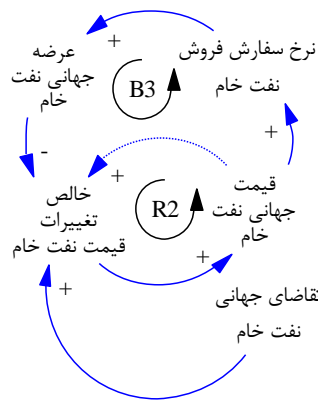 نرخ سفارش فروش
نفت خام
+
عرضه
جهانی نفت
خام
B3
+
-
+
خالص
تغییرات
قیمت نفت خام
R2
قیمت
جهانی نفت
خام
+
+
تقاضای جهانی
نفت خام